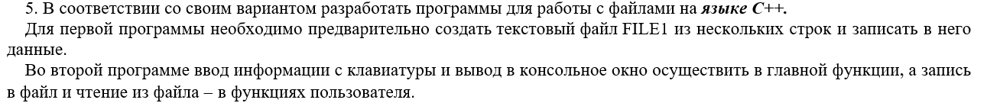 5. В соответствии со своим вариантом разработать программы для работы с файлами на языке С++.
Для первой программы необходимо предварительно создать текстовый файл FILE1 из нескольких строк и записать в него
данные.
Во второй программе ввод информации с клавиатуры и вывод в консольное окно осуществить в главной функции, а запись
в файл и чтение из файла – в функциях пользователя.